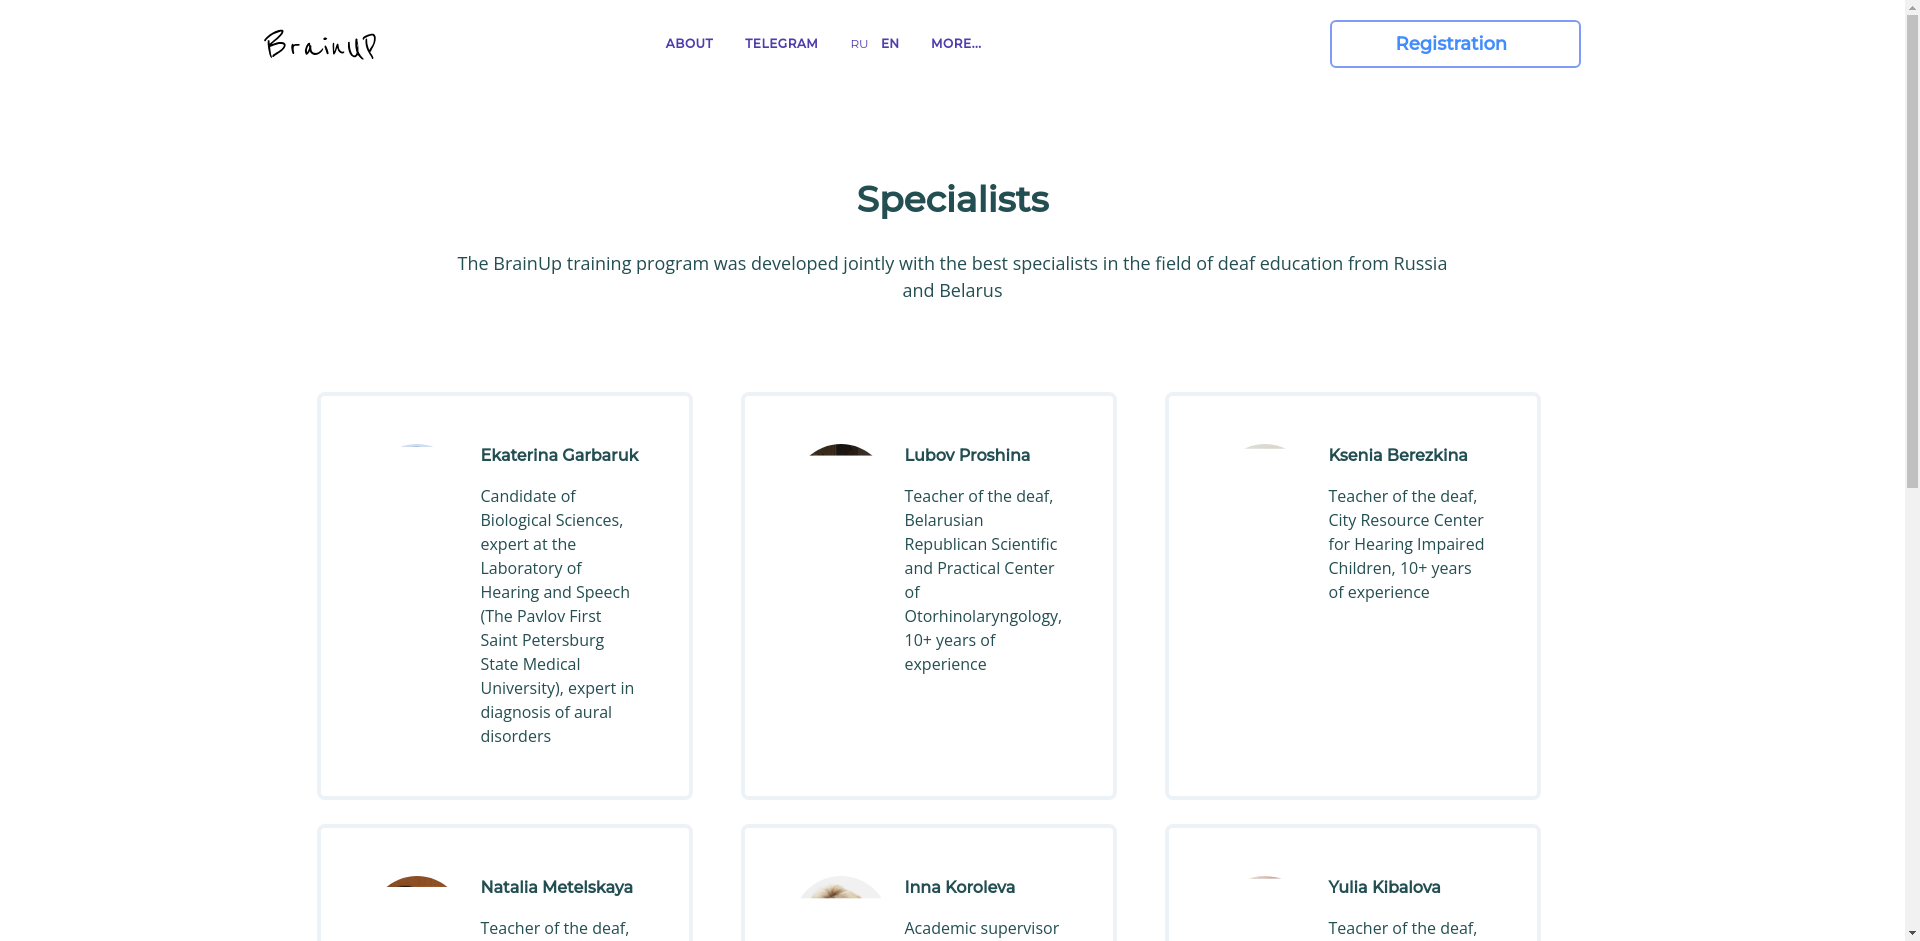 BrainUP
ABOUT
TELEGRAM
RU
EN
MORE...
Registration
Specialists
The BrainUp training program was developed jointly with the best specialists in the field of deaf education from Russia
and Belarus
Ekaterina Garbaruk
Candidate of
Biological Sciences,
expert at the
Laboratory of
Hearing and Speech
(The Pavlov First
Saint Petersburg
State Medical
University), expert in
diagnosis of aural
disorders
Lubov Proshina
Teacher of the deaf,
Belarusian
Republican Scientific
and Practical Center
of
Otorhinolaryngology,
10+ years of
experience
Ksenia Berezkina
Teacher of the deaf,
City Resource Center
for Hearing Impaired
Children, 10+ years
of experience
Natalia Metelskaya
Teacher of the deaf,
Inna Koroleva
Academic supervisor
Yulia Kibalova
Teacher of the deaf,